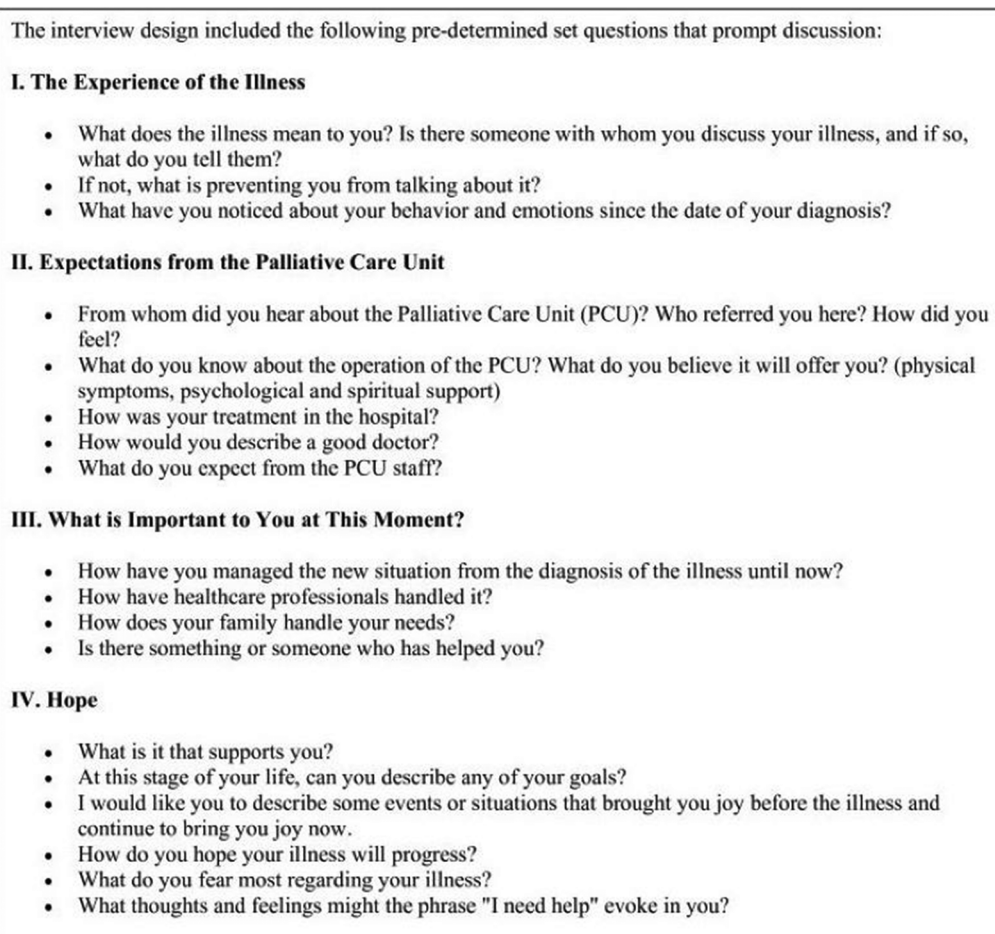 The interview design included the following pre-determined set questions that prompt discussion:
I. The Experience of the Illness
• What does the illness mean to you? Is there someone with whom you discuss your illness, and if so,
what do you tell them?
• If not, what is preventing you from talking about it?
• What have you noticed about your behavior and emotions since the date of your diagnosis?
II. Expectations from the Palliative Care Unit
• From whom did you hear about the Palliative Care Unit (PCU)? Who referred you here? How did you
feel?
• What do you know about the operation of the PCU? What do you believe it will offer you? (physical
symptoms, psychological and spiritual support)
• How was your treatment in the hospital?
• How would you describe a good doctor?
• What do you expect from the PCU staff?
III. What is Important to You at This Moment?
• How have you managed the new situation from the diagnosis of the illness until now?
• How have healthcare professionals handled it?
• How does your family handle your needs?
• Is there something or someone who has helped you?
IV. Hope
• What is it that supports you?
• At this stage of your life, can you describe any of your goals?
• I would like you to describe some events or situations that brought you joy before the illness and
continue to bring you joy now.
• How do you hope your illness will progress?
• What do you fear most regarding your illness?
• What thoughts and feelings might the phrase "I need help" evoke in you?